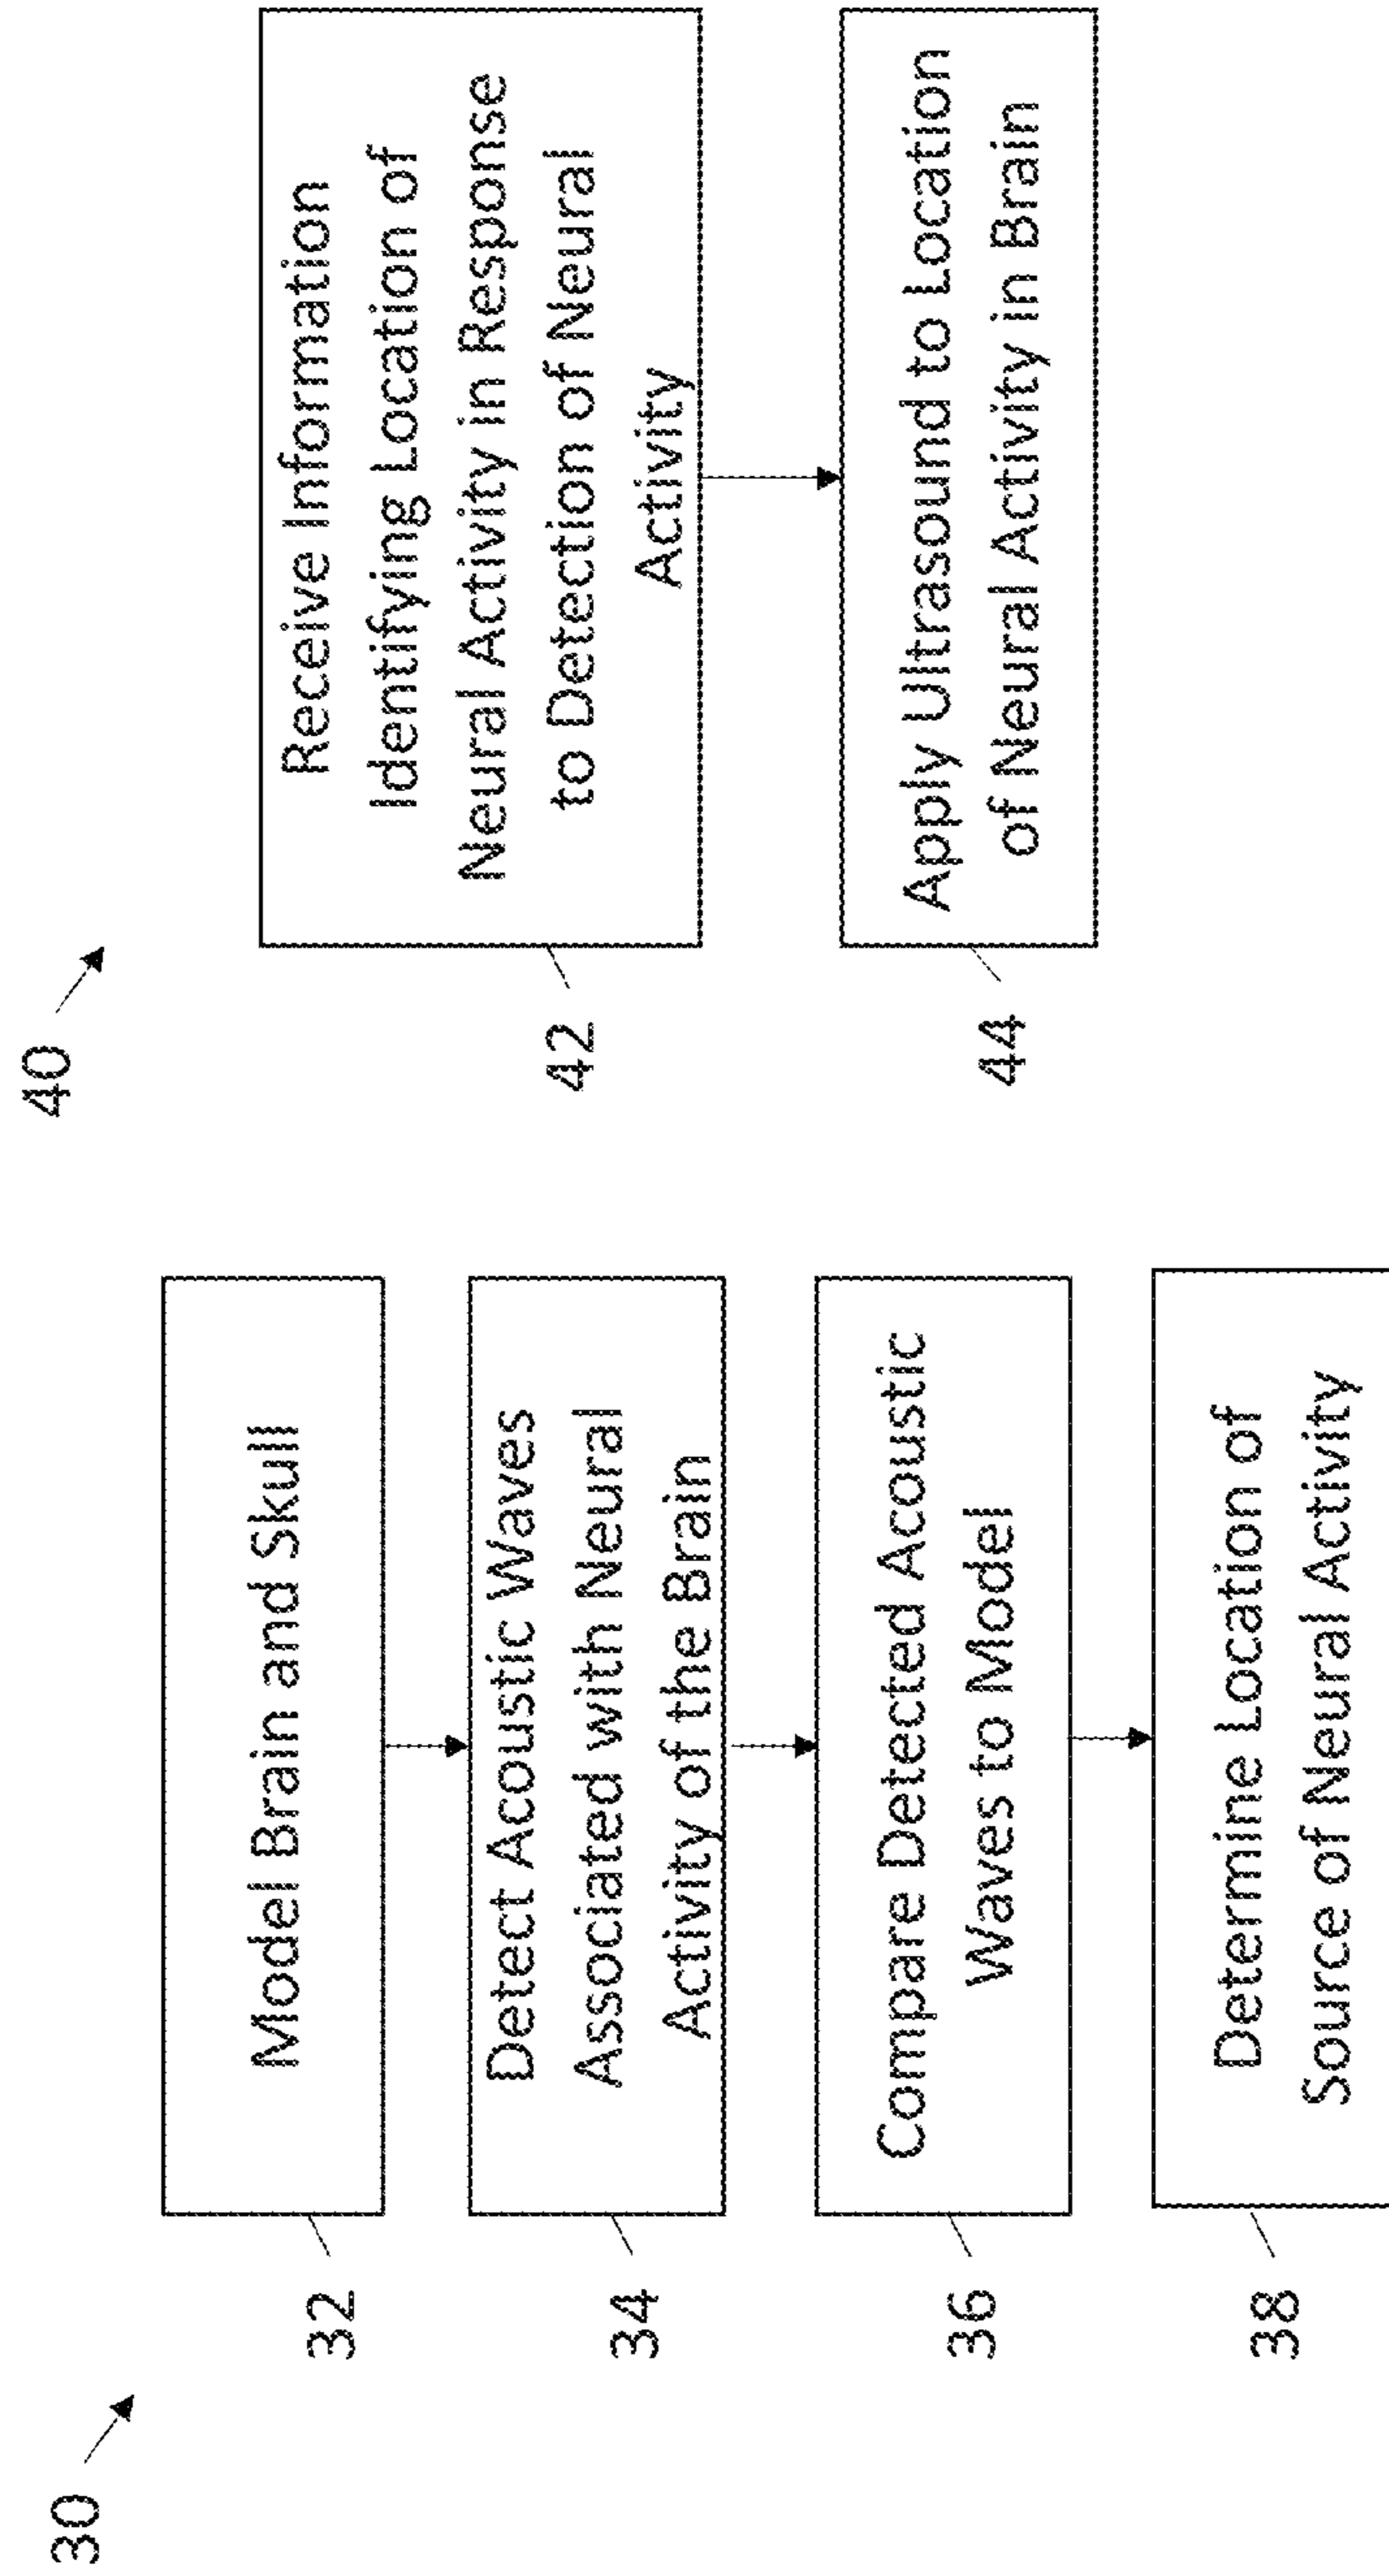 30
32
Model Brain and Skull
34
Detect Acoustic Waves
Associated with Neural
Activity of the Brain
36
Compare Detected Acoustic
Waves to Model
38
Determine Location of
Source of Neural Activity
40
42
Receive Information
Identifying Location of
Neural Activity in Response
to Detection of Neural
Activity
44
Apply Ultrasound to Location
of Neural Activity in Brain